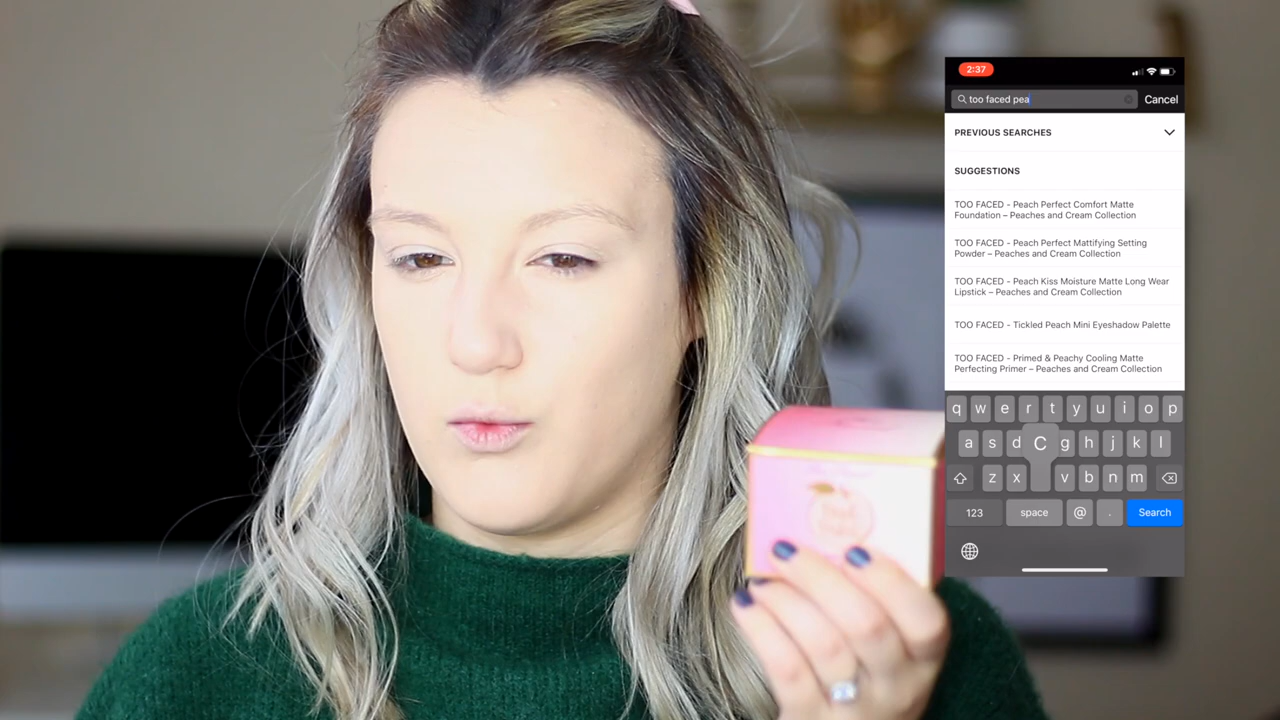 2:37
too faced pea
Cancel
PREVIOUS SEARCHES
SUGGESTIONS
TOO FACED - Peach Perfect Comfort Matte
Foundation – Peaches and Cream Collection
TOO FACED - Peach Perfect Mattifying Setting
Powder – Peaches and Cream Collection
TOO FACED - Peach Kiss Moisture Matte Long Wear
Lipstick – Peaches and Cream Collection
TOO FACED - Tickled Peach Mini Eyeshadow Palette
TOO FACED - Primed & Peachy Cooling Matte
Perfecting Primer – Peaches and Cream Collection
q w e r t y u i o p
a s d C g h j k l
z x v b n m
123 space @ . Search